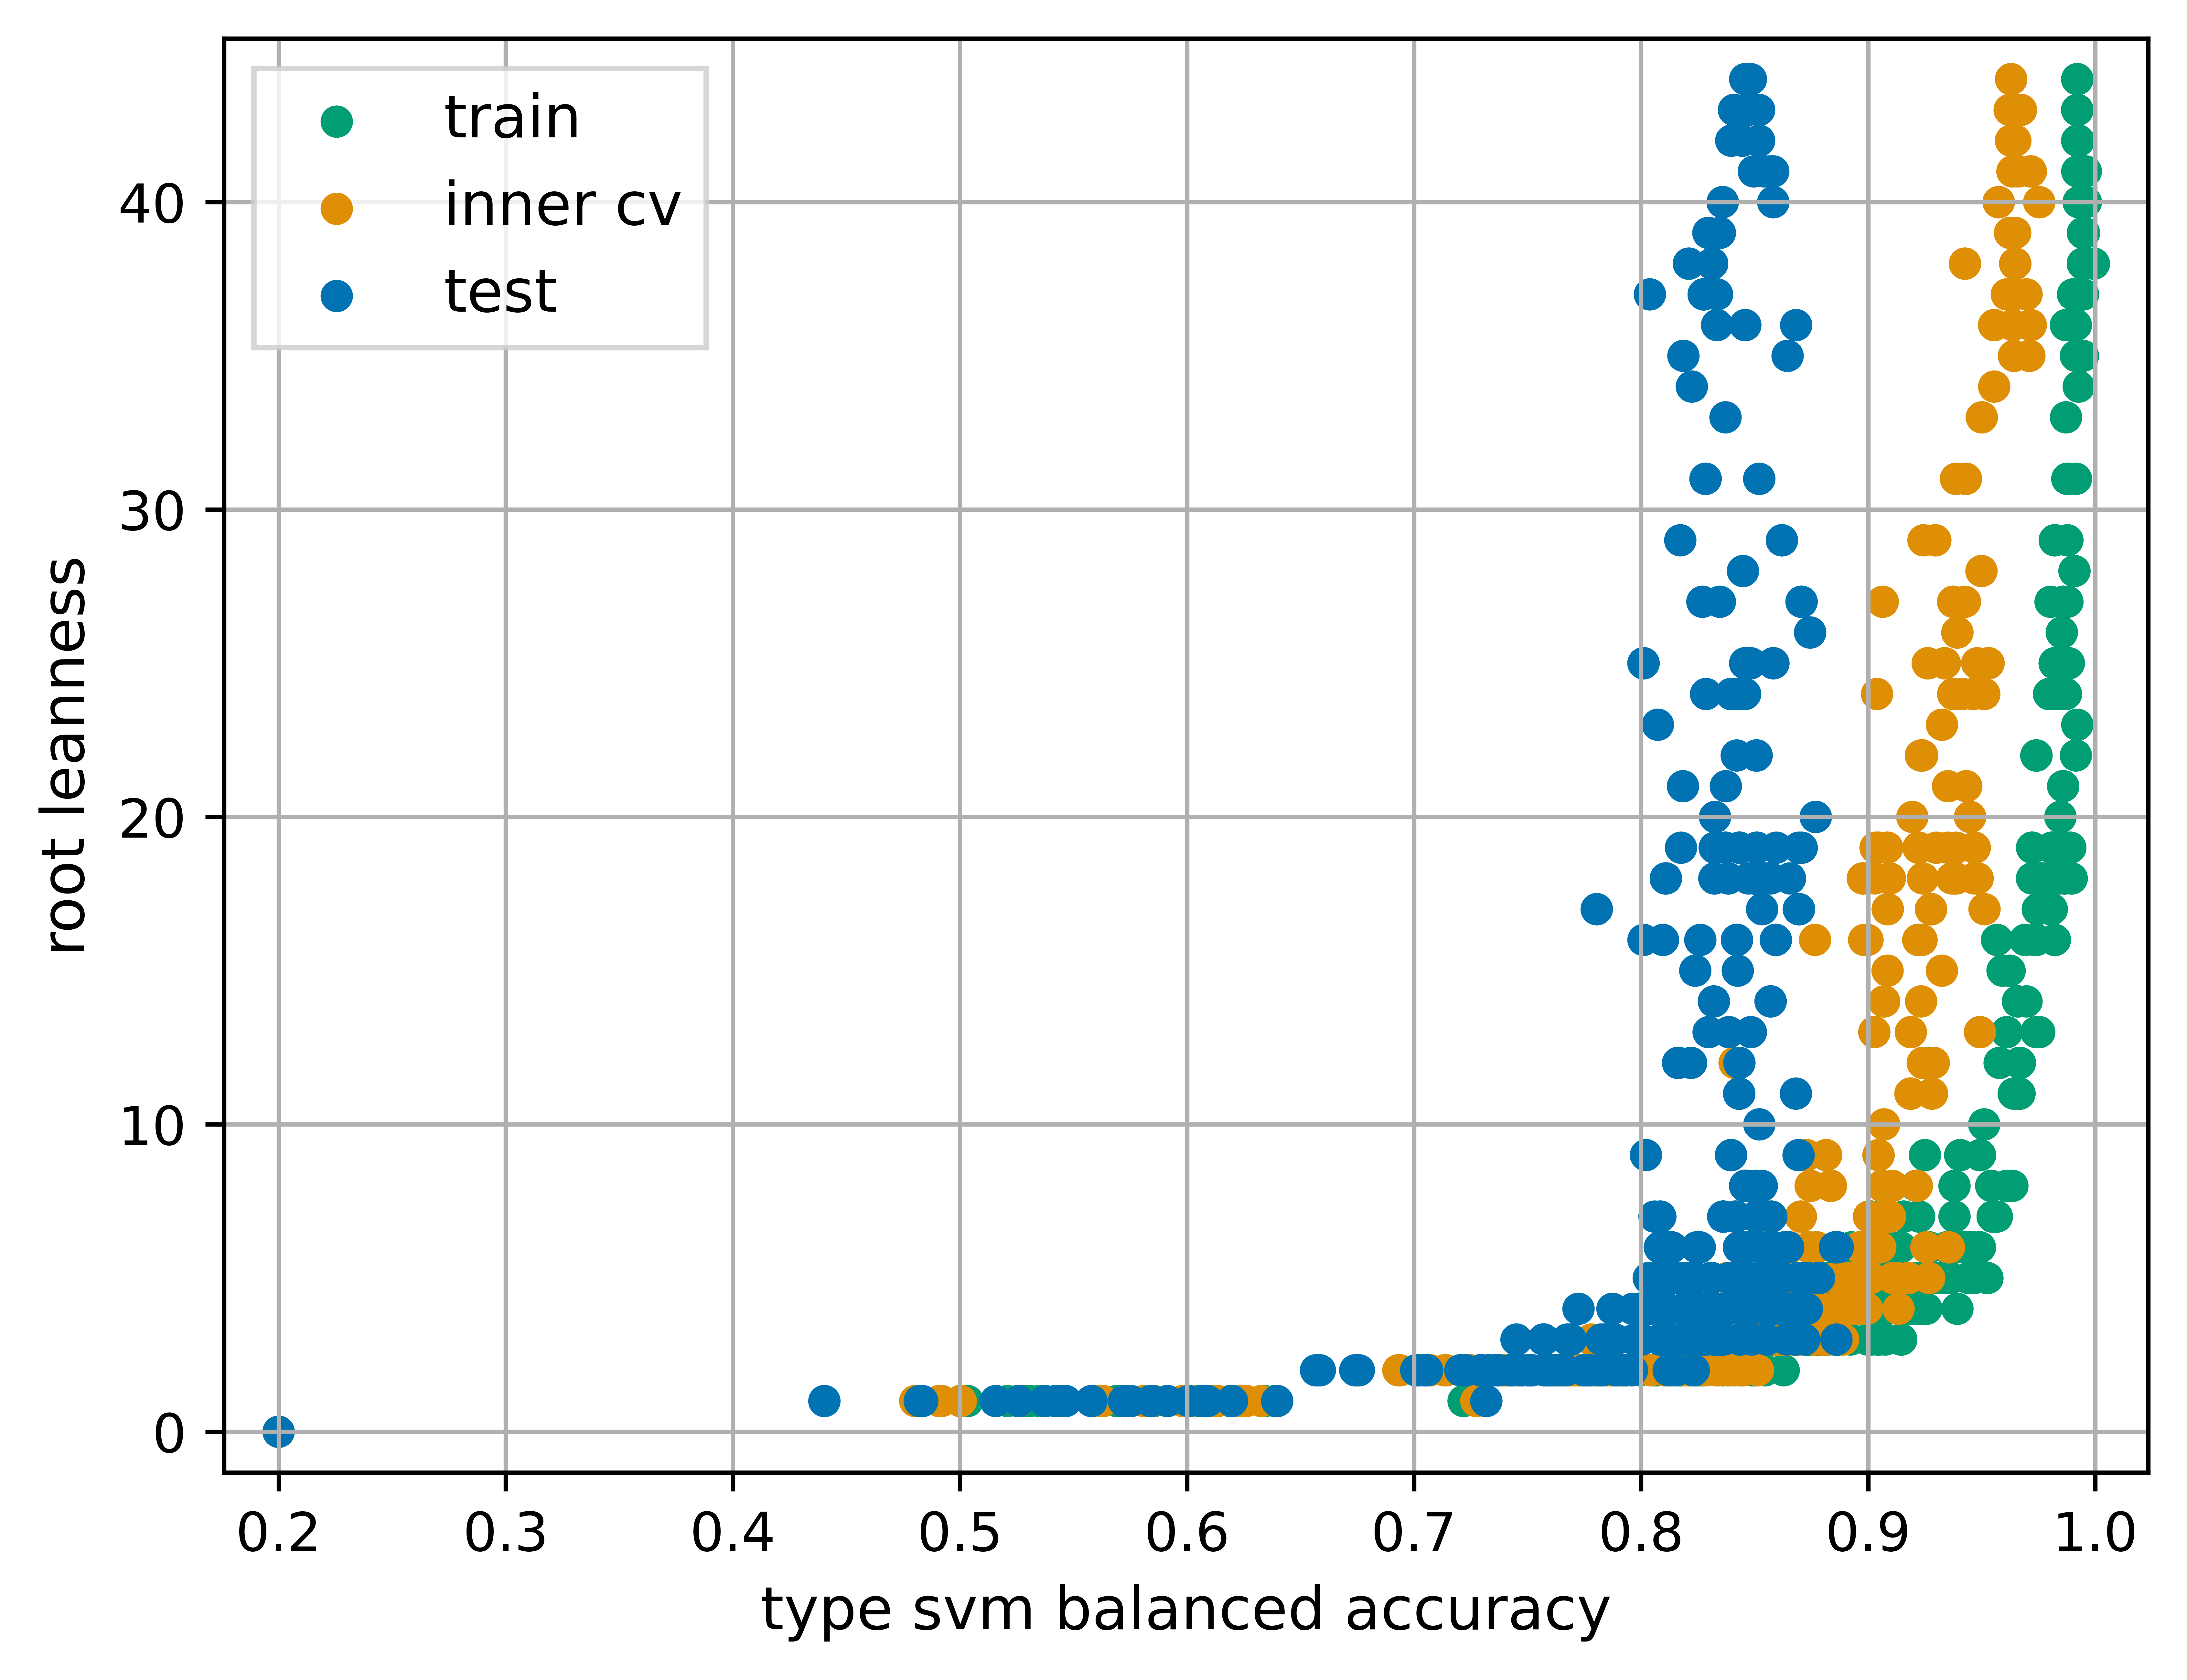 train
inner cv
test
40
30
20
10
0
root leanness
0.2 0.3 0.4 0.5 0.6 0.7 0.8 0.9 1.0
type svm balanced accuracy